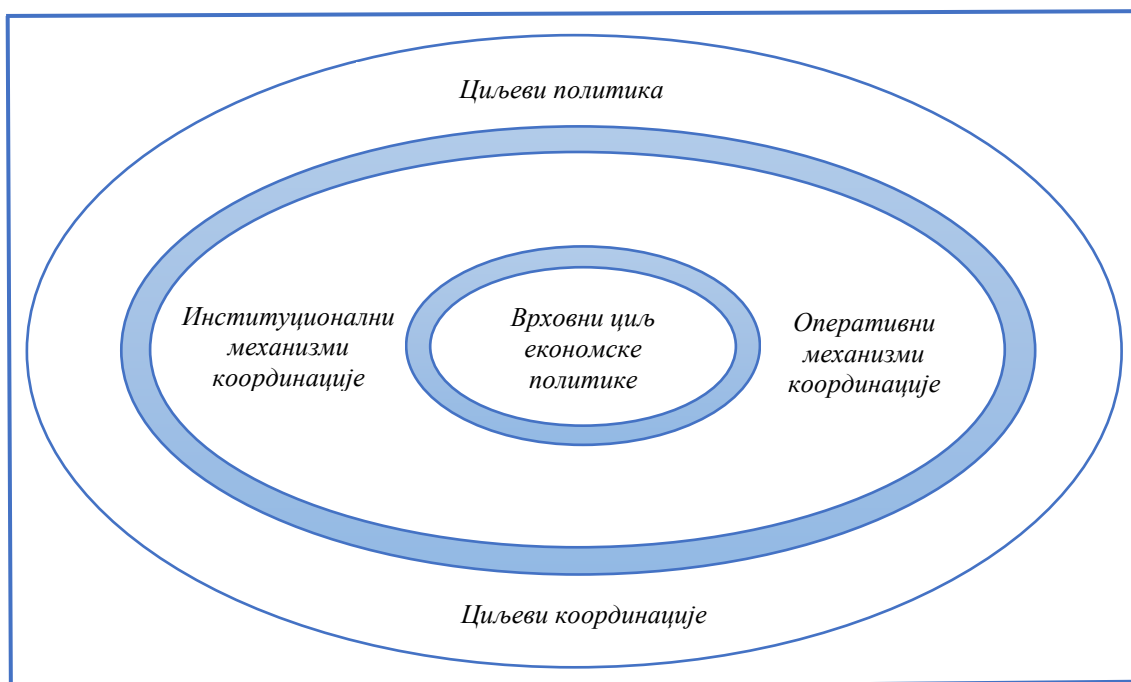 Циљеви политика
Институционални
механизми
координације
Врховни циљ
економске
политике
Оперативни
механизми
координације
Циљеви координације